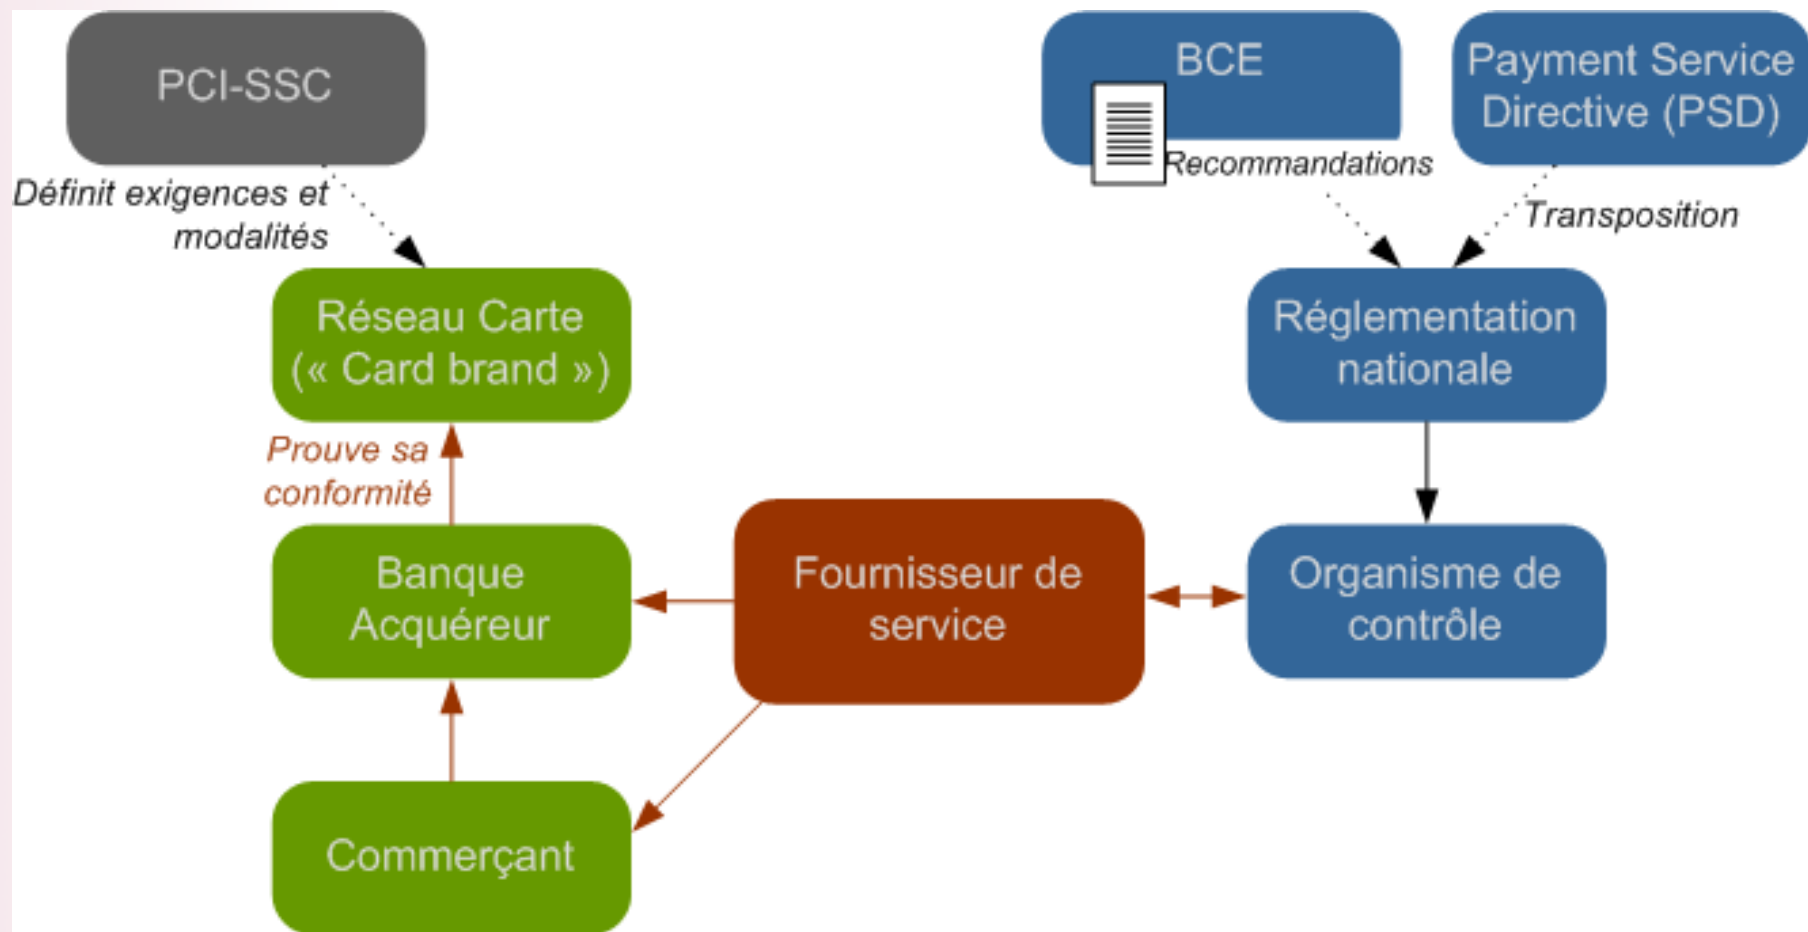 PCI-SSC
BCE
Payment Service
Directive (PSD)
Recommandations
Définit exigences et
modalités
Transposition
Réseau Carte
(« Card brand »)
Réglementation
nationale
Prouve sa
conformité
Banque
Acquéreur
Fournisseur de
service
Organisme de
contrôle
Commerçant